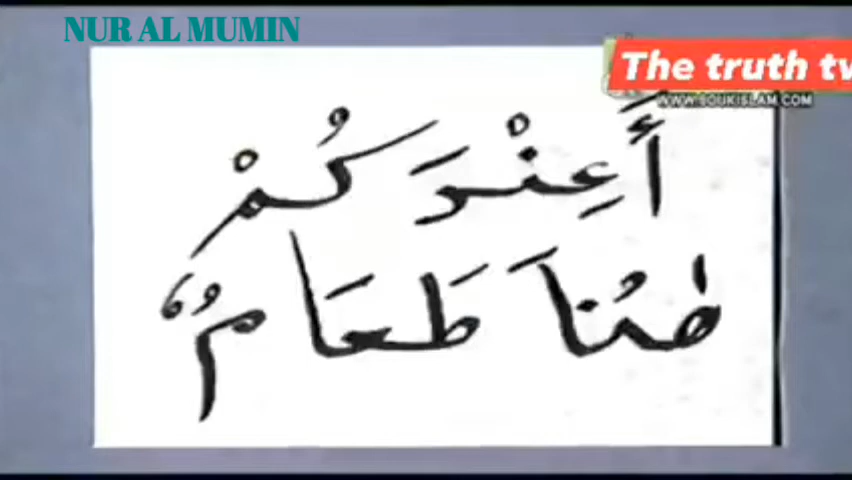 NUR AL MUMIN
The truth tv
WWW.SOUKISLAM.COM
أَعِنْدَكُمْ
هٰهُنَا طَعَامٌ